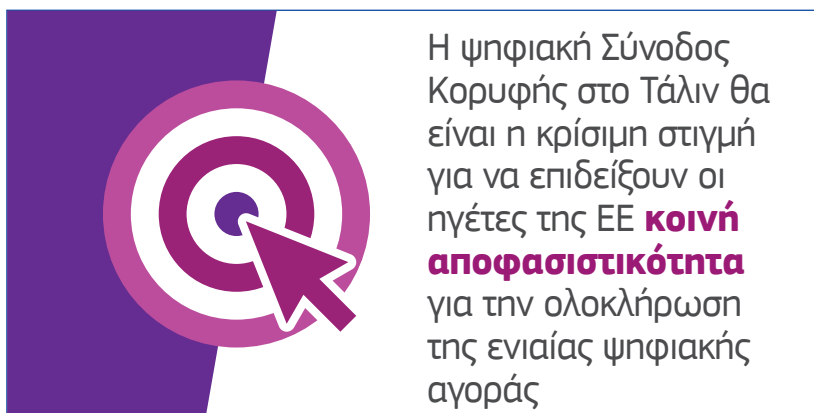 Η ψηφιακή Σύνοδος
Κορυφής στο Τάλιν θα
είναι η κρίσιμη στιγμή
για να επιδείξουν οι
ηγέτες της ΕΕ κοινή
αποφασιστικότητα
για την ολοκλήρωση
της ενιαίας ψηφιακής
αγοράς